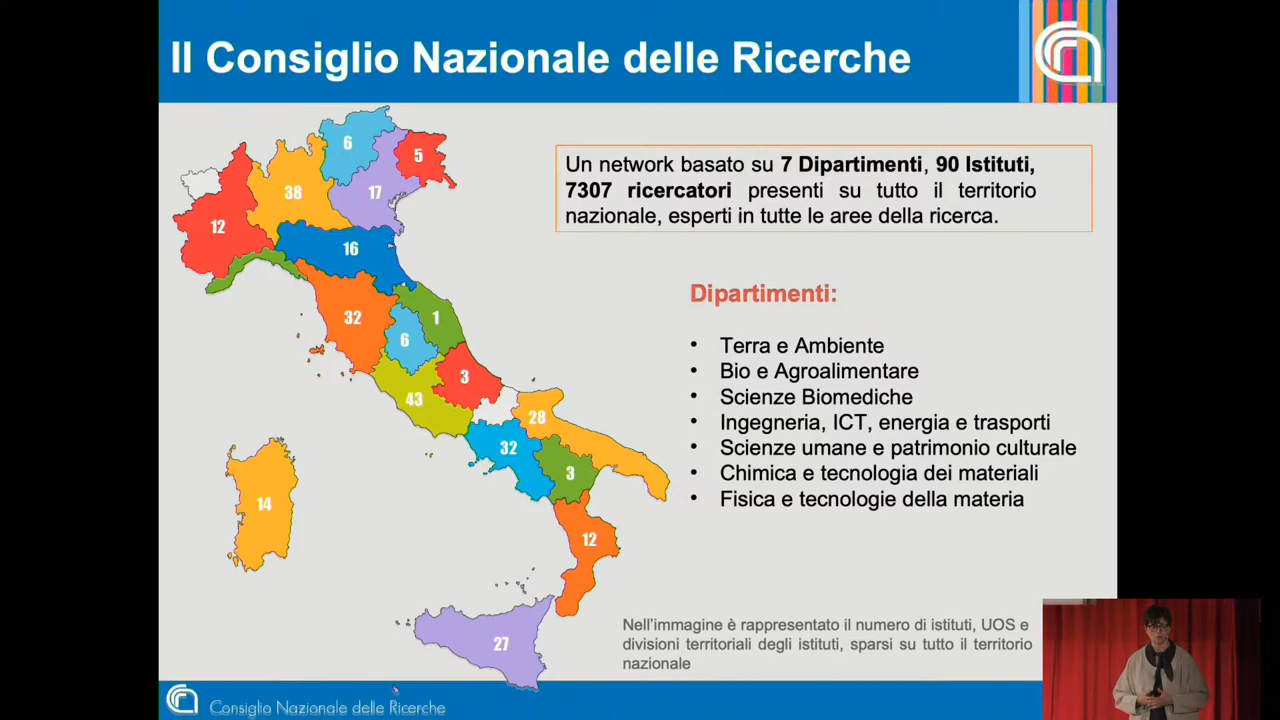 Il Consiglio Nazionale delle Ricerche
6
5
38
17
12
16
32
1
6
3
43
28
32
3
14
12
27
Un network basato su 7 Dipartimenti, 90 Istituti,
7307 ricercatori presenti su tutto il territorio
nazionale, esperti in tutte le aree della ricerca.
Dipartimenti:
• Terra e Ambiente
• Bio e Agroalimentare
• Scienze Biomediche
• Ingegneria, ICT, energia e trasporti
• Scienze umane e patrimonio culturale
• Chimica e tecnologia dei materiali
• Fisica e tecnologie della materia
Nell'immagine è rappresentato il numero di istituti, UOS e
divisioni territoriali degli istituti, sparsi su tutto il territorio
nazionale
Consiglio Nazionale delle Ricerche